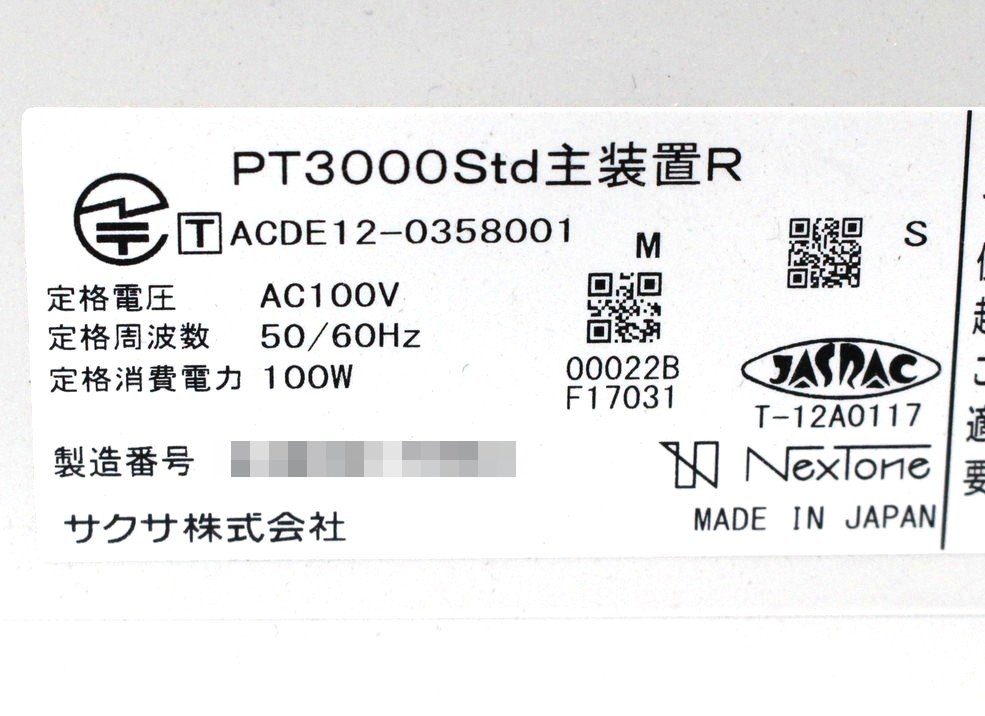 PT3000Std主装置R
T ACDE12-0358001
M
S
定格電圧 AC100V
定格周波数 50/60Hz
定格消費電力 100W
00022B
F17031
JASRAC
T-12A0117
製造番号
NexTone
サクサ株式会社
MADE IN JAPAN
適
要